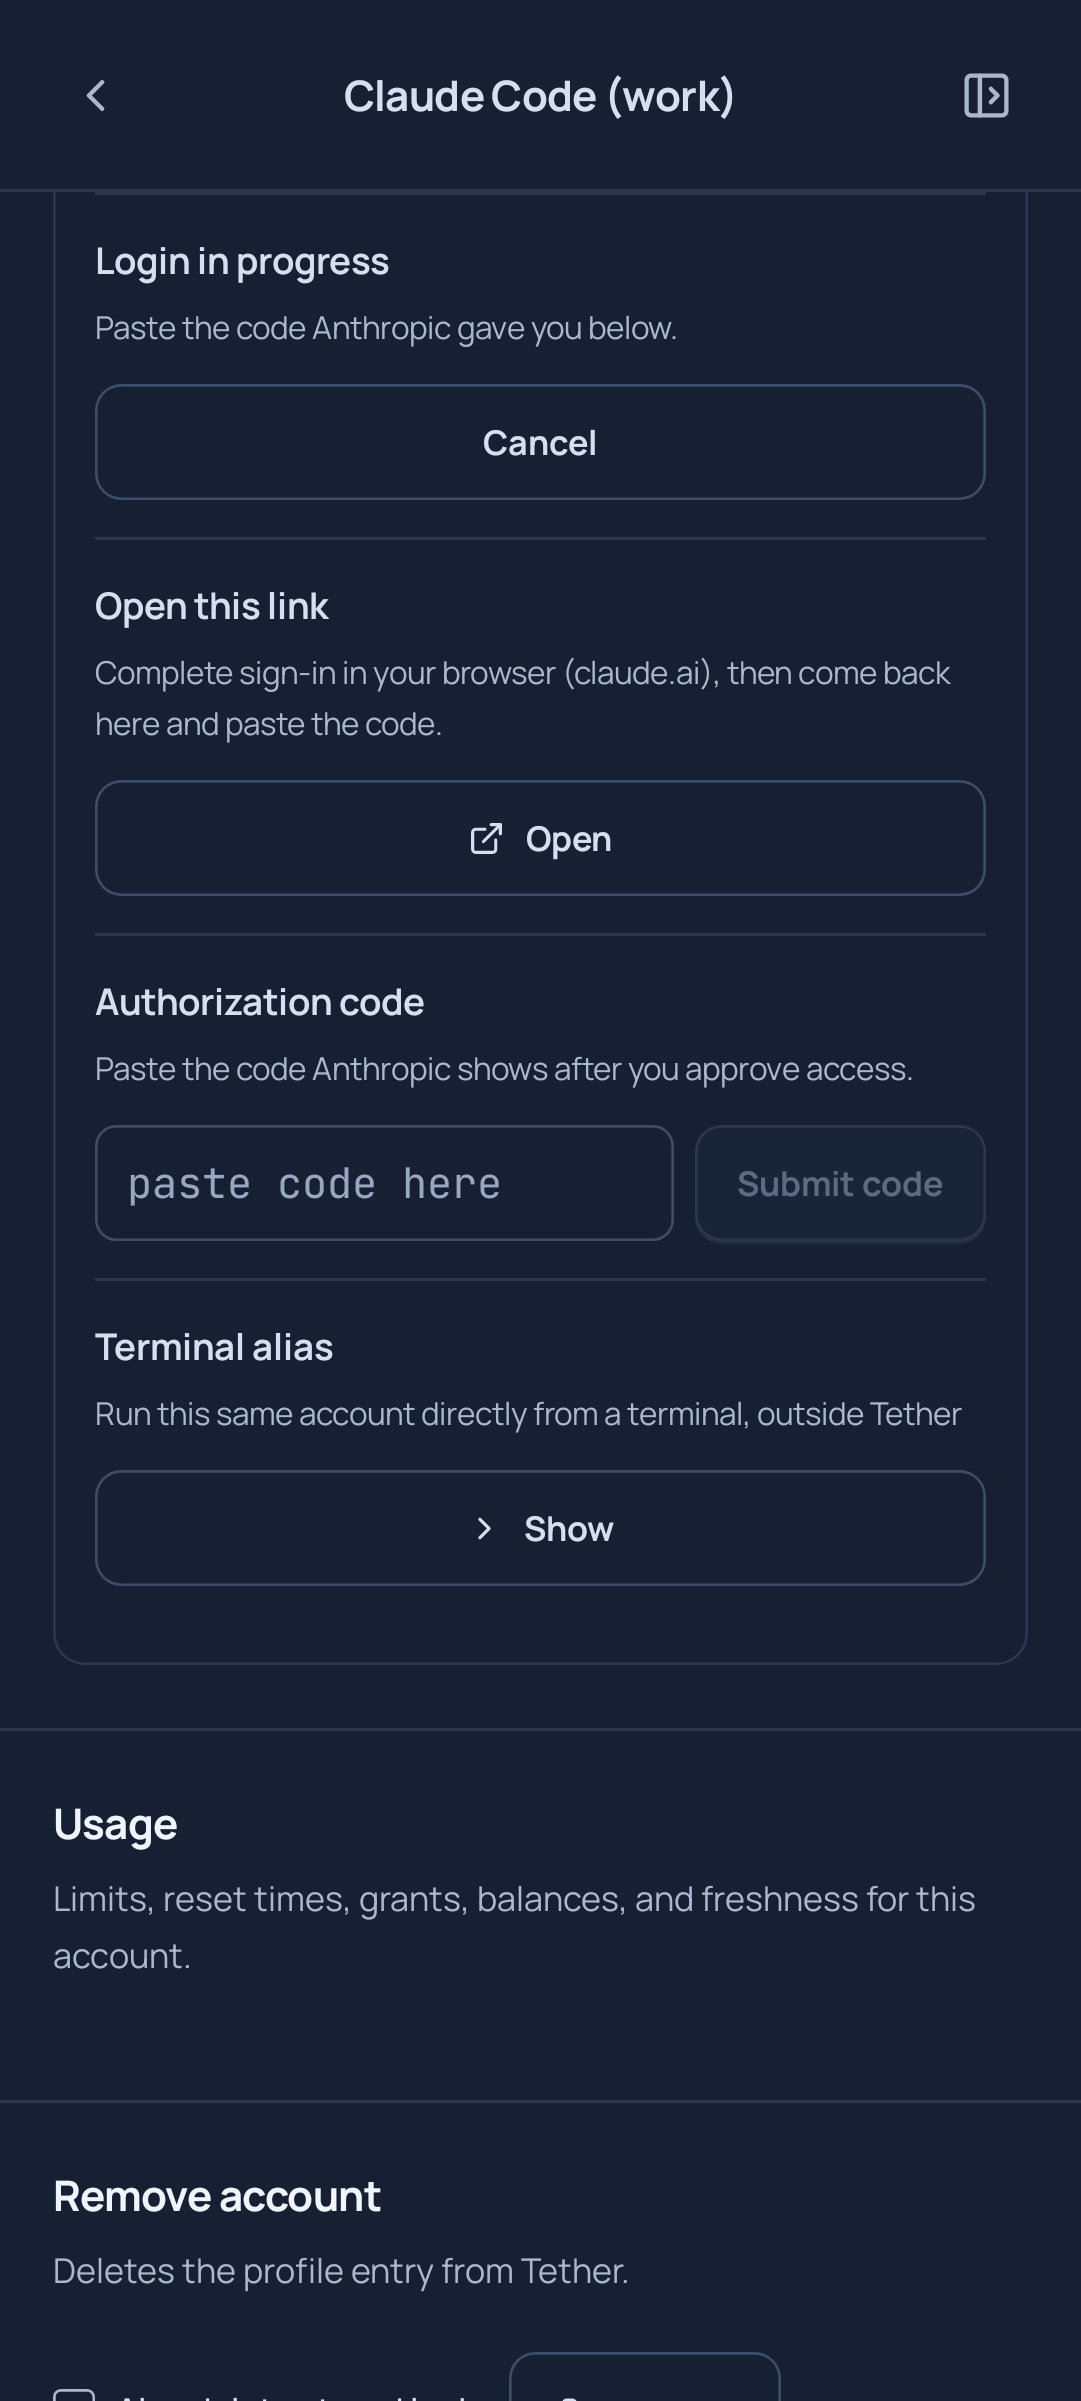 Claude Code (work)
Login in progress
Paste the code Anthropic gave you below.
Cancel
Open this link
Complete sign-in in your browser (claude.ai), then come back
here and paste the code.
Open
Authorization code
Paste the code Anthropic shows after you approve access.
paste code here
Submit code
Terminal alias
Run this same account directly from a terminal, outside Tether
Show
Usage
Limits, reset times, grants, balances, and freshness for this
account.
Remove account
Deletes the profile entry from Tether.